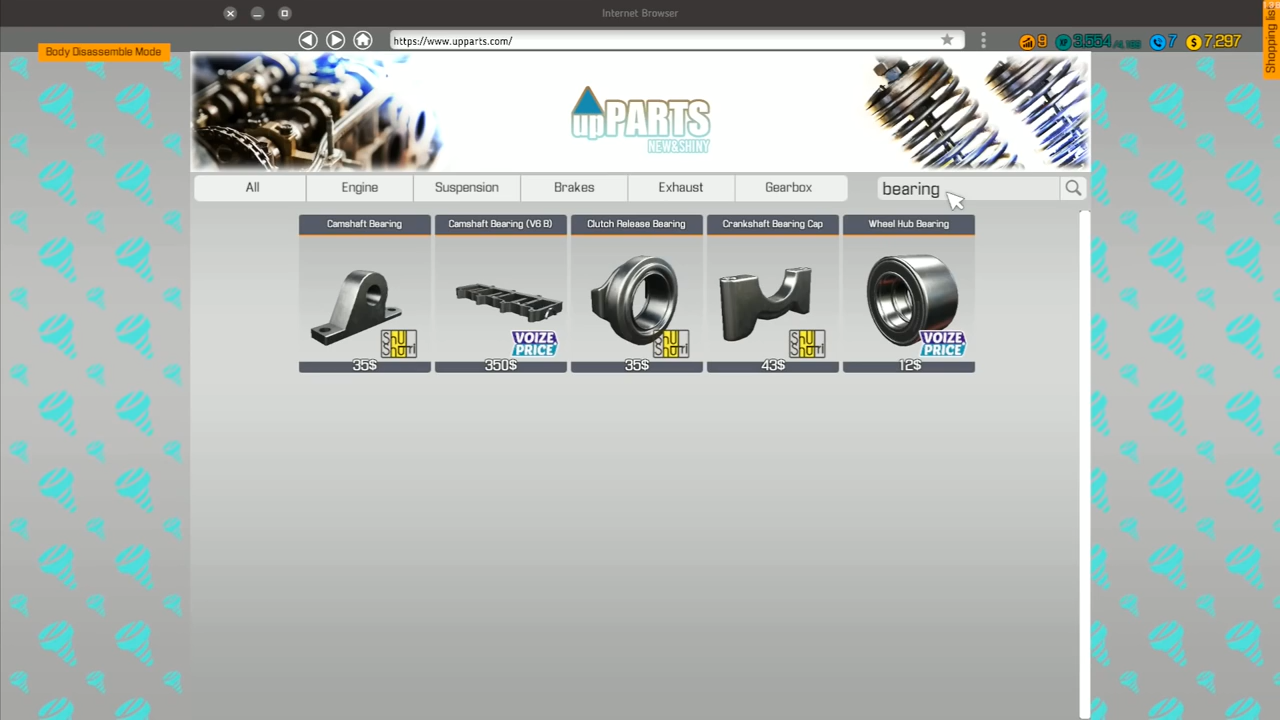 Internet Browser
Body Disassemble Mode
https://www.upparts.com/
9
7
$ 7,297
Shopping list
upPARTS
NEW&SHINY
All
Engine
Suspension
Brakes
Exhaust
Gearbox
bearing
Camshaft Bearing
Camshaft Bearing (V6 B)
Clutch Release Bearing
Crankshaft Bearing Cap
Wheel Hub Bearing
VOIZE
PRICE
VOIZE
PRICE
35$
350$
35$
43$
12$